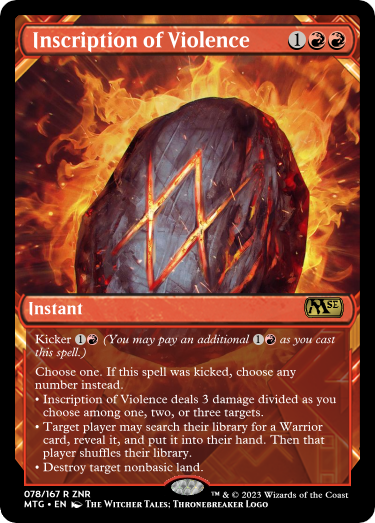 Inscription of Violence 1
Instant
MSE
Kicker 1 (You may pay an additional 1 as you cast
this spell.)
Choose one. If this spell was kicked, choose any
number instead.
• Inscription of Violence deals 3 damage divided as you
choose among one, two, or three targets.
• Target player may search their library for a Warrior
card, reveal it, and put it into their hand. Then that
player shuffles their library.
• Destroy target nonbasic land.
078/167 R ZNR
MTG • EN The Witcher Tales; Thronebreaker Logo
™ & © 2023 Wizards of the Coast